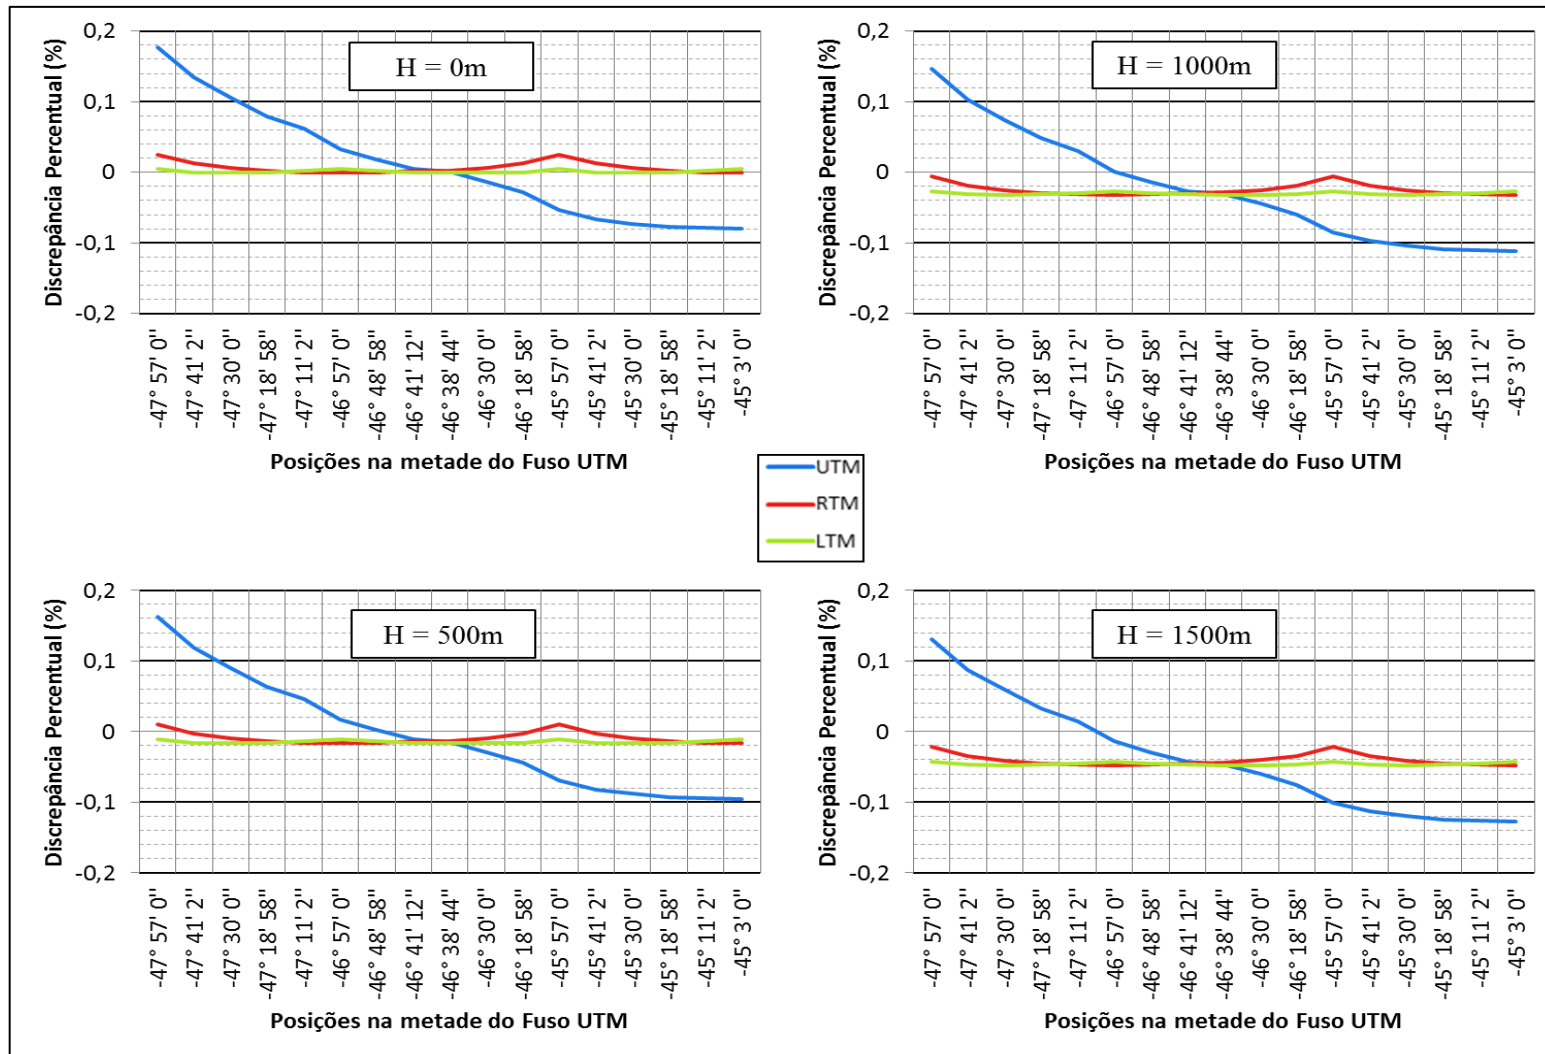 Discrepância Percentual (%)
0,2
0,1
0
-0,1
-0,2
H = 0m
-47° 57' 0"
-47° 41' 2"
-47° 30' 0"
-47° 18' 58"
-47° 11' 2"
-46° 57' 0"
-46° 48' 58"
-46° 41' 12"
-46° 38' 44"
-46° 30' 0"
-46° 18' 58"
-45° 57' 0"
-45° 41' 2"
-45° 30' 0"
-45° 18' 58"
-45° 11' 2"
-45° 3' 0"
Posições na metade do Fuso UTM
Discrepância Percentual (%)
0,2
0,1
0
-0,1
-0,2
H = 1000m
-47° 57' 0"
-47° 41' 2"
-47° 30' 0"
-47° 18' 58"
-47° 11' 2"
-46° 57' 0"
-46° 48' 58"
-46° 41' 12"
-46° 38' 44"
-46° 30' 0"
-46° 18' 58"
-45° 57' 0"
-45° 41' 2"
-45° 30' 0"
-45° 18' 58"
-45° 11' 2"
-45° 3' 0"
Posições na metade do Fuso UTM
UTM
RTM
LTM
Discrepância Percentual (%)
0,2
0,1
0
-0,1
-0,2
H = 500m
-47° 57' 0"
-47° 41' 2"
-47° 30' 0"
-47° 18' 58"
-47° 11' 2"
-46° 57' 0"
-46° 48' 58"
-46° 41' 12"
-46° 38' 44"
-46° 30' 0"
-46° 18' 58"
-45° 57' 0"
-45° 41' 2"
-45° 30' 0"
-45° 18' 58"
-45° 11' 2"
-45° 3' 0"
Posições na metade do Fuso UTM
Discrepância Percentual (%)
0,2
0,1
0
-0,1
-0,2
H = 1500m
-47° 57' 0"
-47° 41' 2"
-47° 30' 0"
-47° 18' 58"
-47° 11' 2"
-46° 57' 0"
-46° 48' 58"
-46° 41' 12"
-46° 38' 44"
-46° 30' 0"
-46° 18' 58"
-45° 57' 0"
-45° 41' 2"
-45° 30' 0"
-45° 18' 58"
-45° 11' 2"
-45° 3' 0"
Posições na metade do Fuso UTM